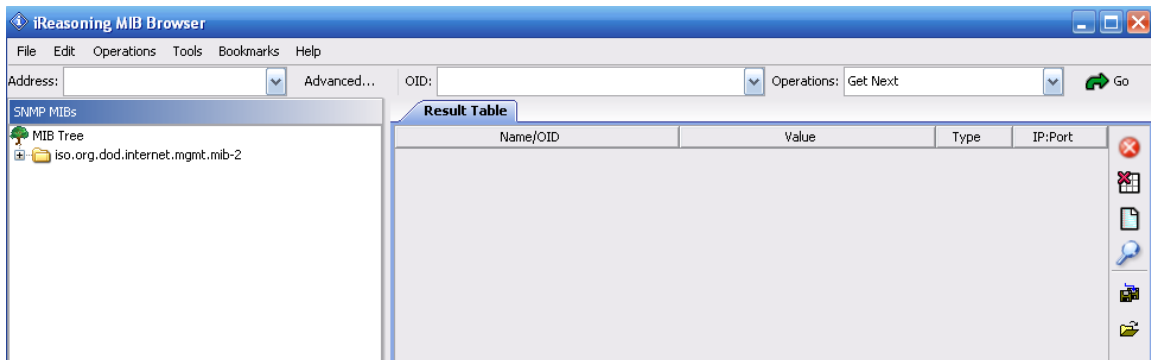 iReasoning MIB Browser
File Edit Operations Tools Bookmarks Help
Address: Advanced... OID: Operations: Get Next Go
SNMP MIBs
Result Table
MIB Tree
iso.org.dod.internet.mgmt.mib-2
Name/OID Value Type IP:Port